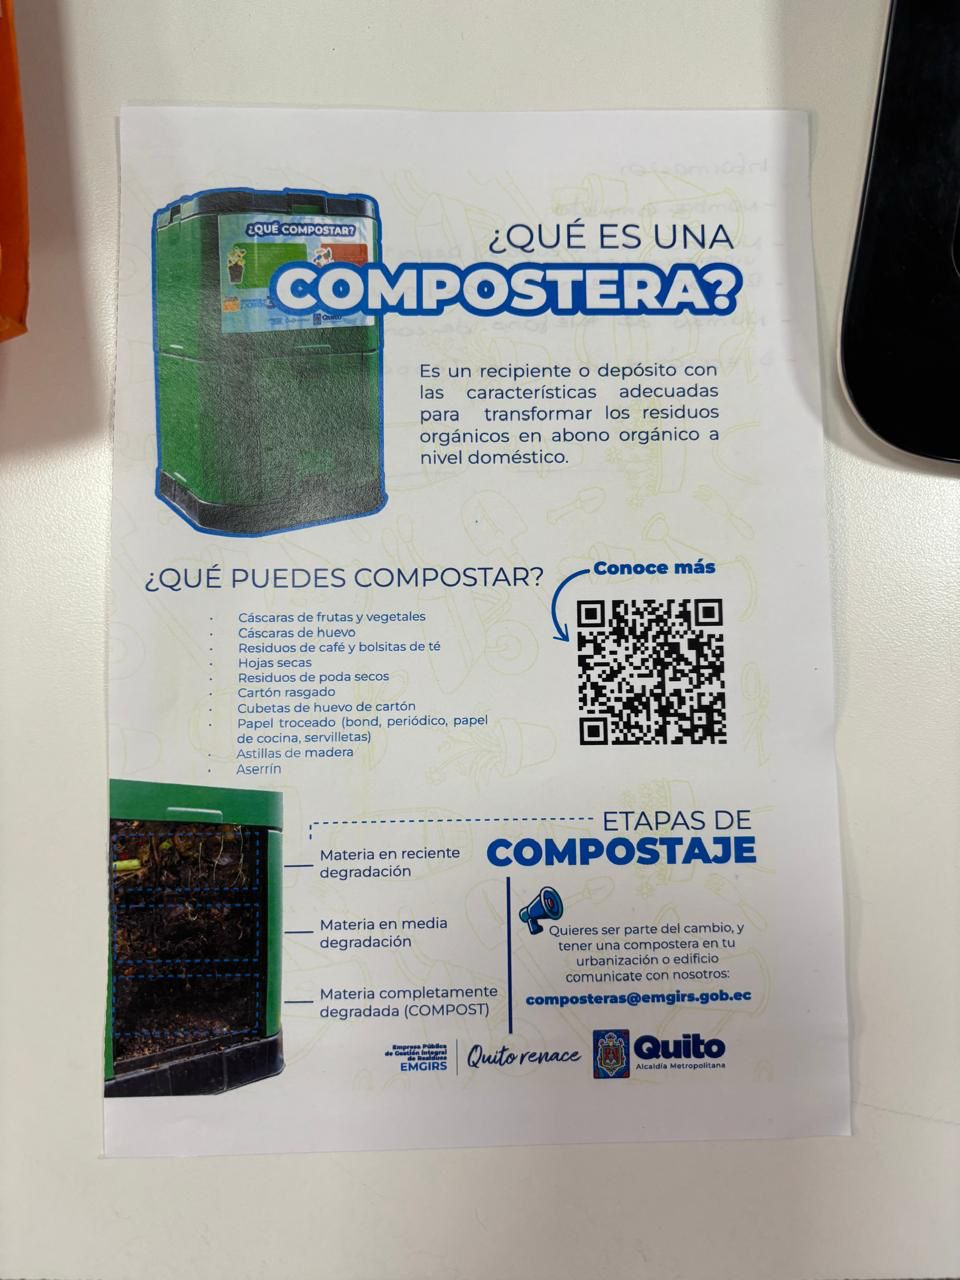 ¿QUÉ COMPOSTAR?
Quito
¿QUÉ ES UNA
COMPOSTERA?
Es un recipiente o depósito con
las características adecuadas
para transformar los residuos
orgánicos en abono orgánico a
nivel doméstico.
¿QUÉ PUEDES COMPOSTAR?
Conoce más
· Cáscaras de frutas y vegetales
· Cáscaras de huevo
· Residuos de café y bolsitas de té
· Hojas secas
· Residuos de poda secos
· Cartón rasgado
· Cubetas de huevo de cartón
· Papel troceado (bond, periódico, papel
de cocina, servilletas)
· Astillas de madera
· Aserrín
ETAPAS DE
COMPOSTAJE
Materia en reciente
degradación
Materia en media
degradación
Materia completamente
degradada (COMPOST)
Quieres ser parte del cambio, y
tener una compostera en tu
urbanización o edificio
comunicate con nosotros:
composteras@emgirs.gob.ec
Empresa Pública
de Gestión Integral
de Residuos
EMGIRS
Quito renace
Quito
Alcaldía Metropolitana